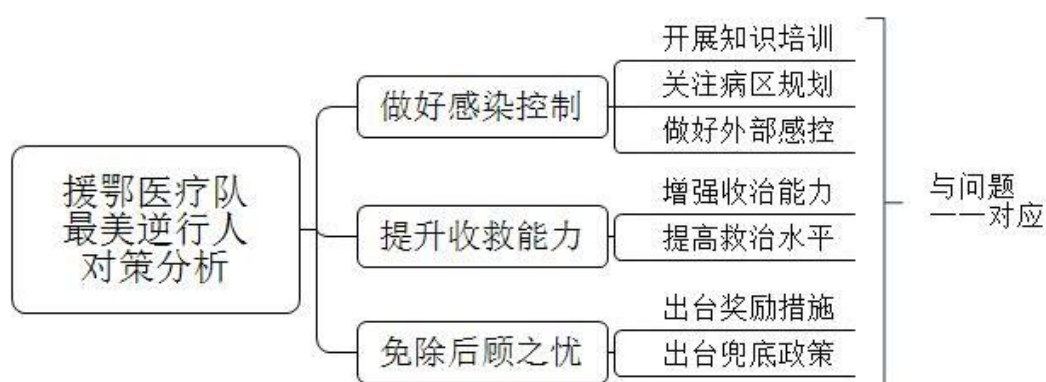 援鄂医疗队
最美逆行人
对策分析
做好感染控制
开展知识培训
关注病区规划
做好外部感控
提升收救能力
增强收治能力
提高救治水平
免除后顾之忧
出台奖励措施
出台兜底政策
与问题
一一对应